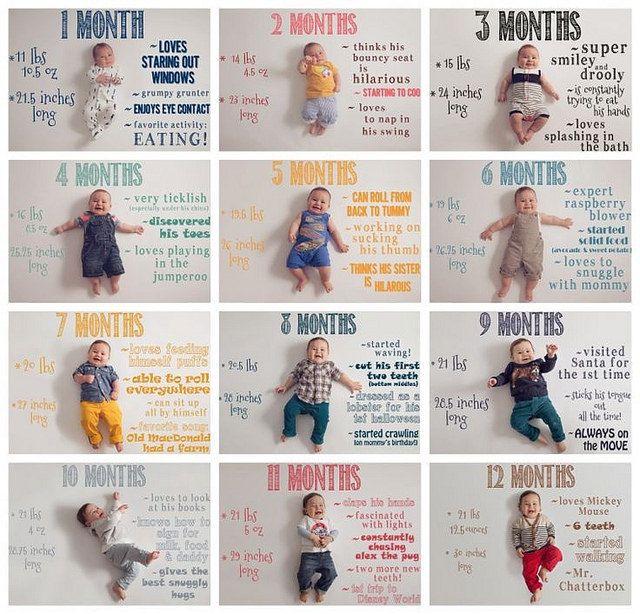 1 MONTH
* 11 lbs
10.5 oz
* 21.5 inches
long
~ LOVES
STARING OUT
WINDOWS
~ grumpy grunter
~ ENJOYS EYE CONTACT
~ favorite activity:
EATING!
2 MONTHS
* 14 lbs
4.5 oz
* 23 inches
long
~ thinks his
bouncy seat
is
hilarious
~ STARTING TO COO
~ loves
to nap in
his swing
3 MONTHS
* 15 lbs
* 24 inches
long
~ super
smiley and
drooly
~ is constantly
trying to eat
his hands
~ loves
splashing in
the bath
4 MONTHS
* 16 lbs
25.25 inches
long
~ very ticklish
(especially under his chins)
~ discovered
his toes
~ loves playing
in the
jumperoo
5 MONTHS
26 inches
long
~ CAN ROLL FROM
BACK TO TUMMY
~ working on
sucking
his thumb
~ THINKS HIS SISTER
IS
HILAROUS
6 MONTHS
* 19 lbs
6 oz
* 26.25 inches
long
~ expert
raspberry
blower
~ started
solid food
(avocado & sweet potato)
~ loves to
snuggle
with mommy
7 MONTHS
* 20 lbs
* 27 inches
long
~ loves feeding
himself puffs
~ able to roll
everywhere
~ can sit up
all by himself
~ favorite song:
Old MacDonald
had a farm
8 MONTHS
* 20.5 lbs
* 28 inches
long
~ started
waving!
~ cut his first
two teeth
(bottom middles)
~ dressed as a
lobster for his
1st halloween
~ started crawling
(on mommy's birthday!)
9 MONTHS
* 21 lbs
* 28.5 inches
long
~ visited
Santa for
the 1st time
~ sticks his tongue
out
all the time!
~ ALWAYS on
the MOVE
10 MONTHS
* 21 lbs
4 oz
* 28.75 inches
long
~ loves to look
at his books
~ knows how to
sign for
milk, food
& daddy
~ gives the
best snuggly
hugs
11 MONTHS
* 21 lbs
5 oz
* 29 inches
long
~ claps his hands
~ fascinated
with lights
~ constantly
chasing
alex the pug
~ two more new
teeth!
~ 1st trip to
Disney World
12 MONTHS
* 21 lbs
12.5 ounces
* 30 inches
long
~ loves Mickey
Mouse
~ 6 teeth
~ started
walking
~ Mr.
Chatterbox